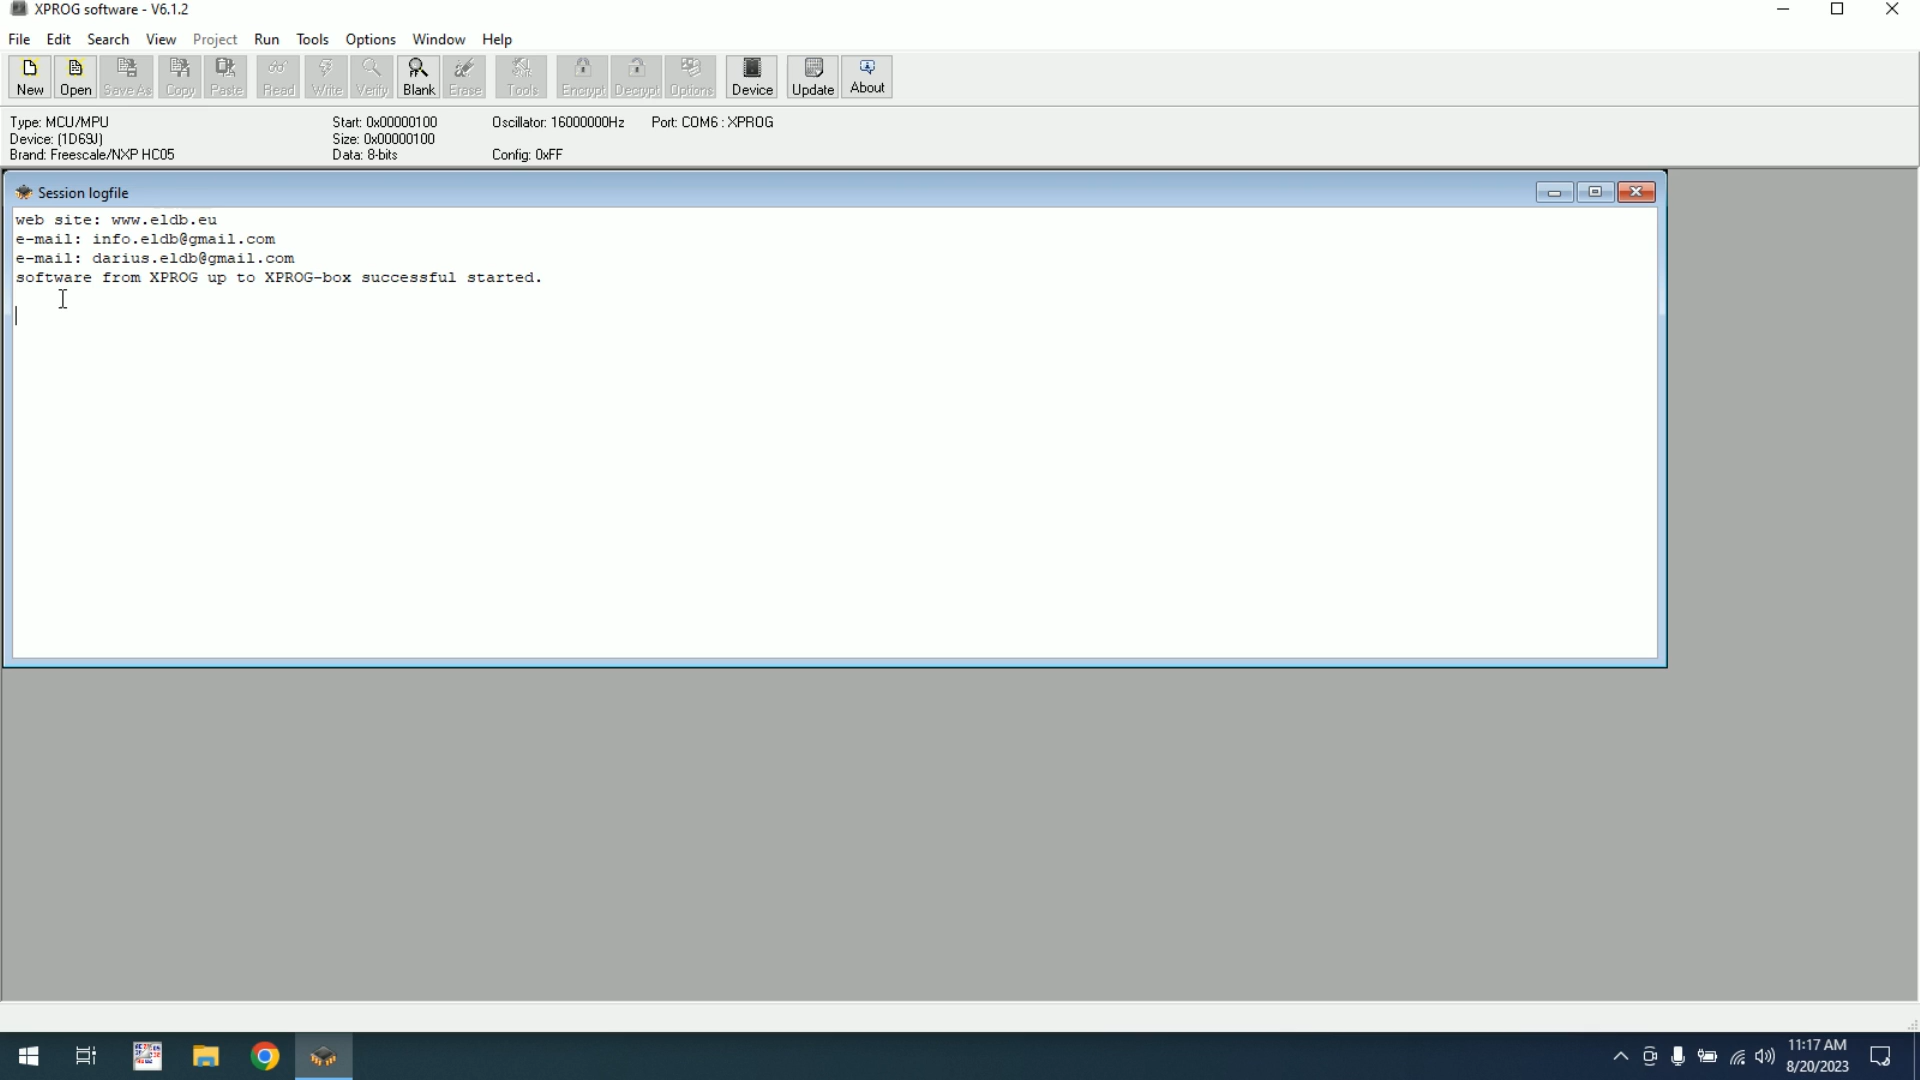 XPROG software - V6.1.2
File Edit Search View Project Run Tools Options Window Help
New Open Save As Copy Paste Read Write Verify Blank Erase Tools Encrypt Decrypt Options Device Update About
Type: MCU/MPU Start: 0x00000100 Oscillator: 16000000Hz Port: COM6 : XPROG
Device: (1D69J) Size: 0x00000100
Brand: Freescale/NXP HC05 Data: 8-bits Config: 0xFF
Session logfile
web site: www.eldb.eu
e-mail: info.eldb@gmail.com
e-mail: darius.eldb@gmail.com
software from XPROG up to XPROG-box successful started.
11:17 AM
8/20/2023